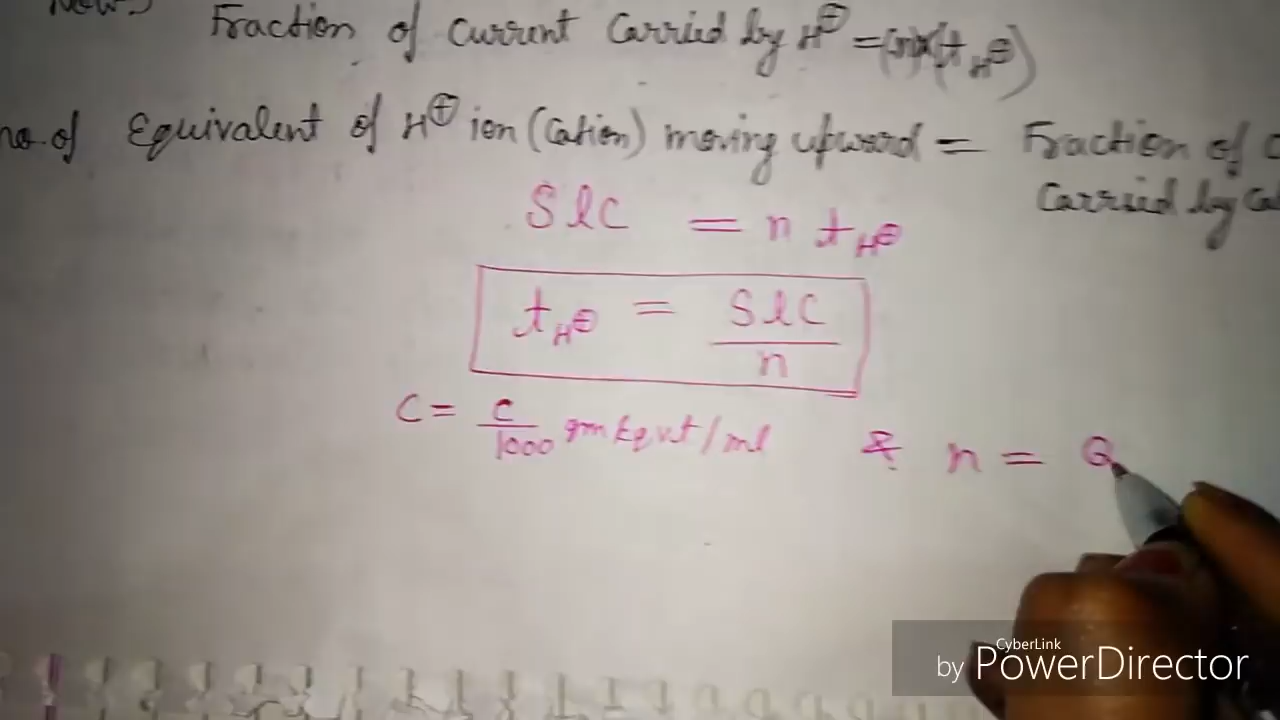 Now
Fraction of current Carried by H⊕ = (n)x(t H⊕)
no. of Equivalent of H⊕ ion (Cation) moving upward = Fraction of C
Carried by Ca
SlC = n t H⊕
t H⊕ = SlC / n
C = C / 1000 gm Eqvt / ml & n = Q
CyberLink
by PowerDirector